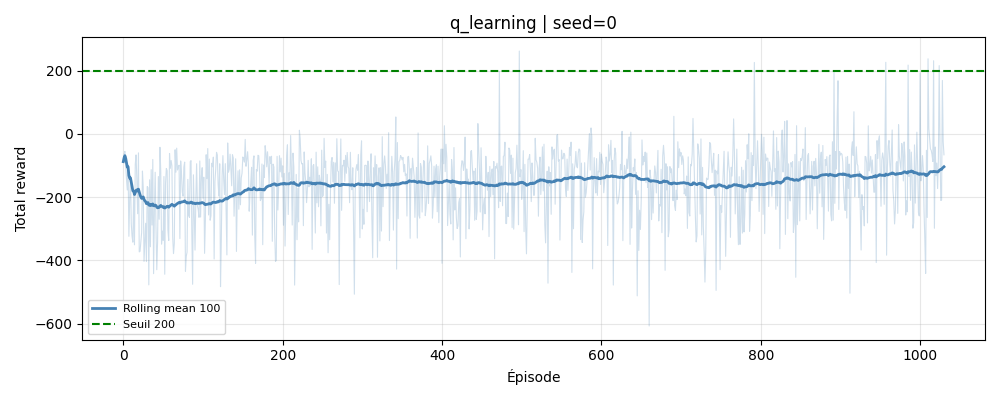 q_learning | seed=0
Total reward
200
0
−200
−400
−600
Rolling mean 100
Seuil 200
0
200
400
600
800
1000
Épisode